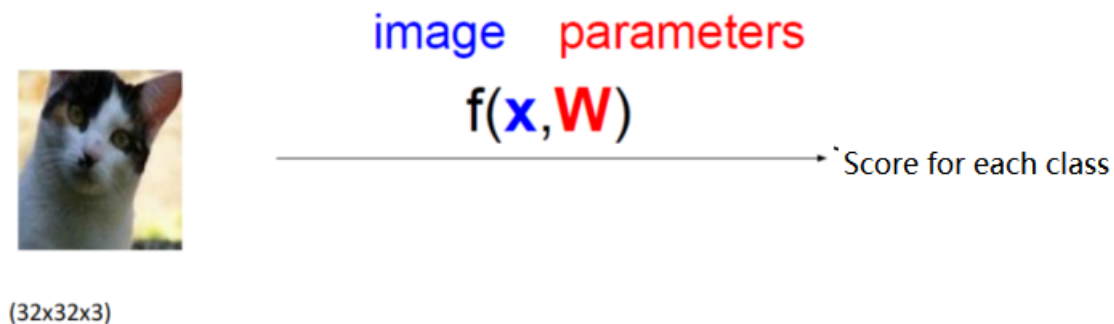 image parameters
f(x,W)
Score for each class
(32x32x3)